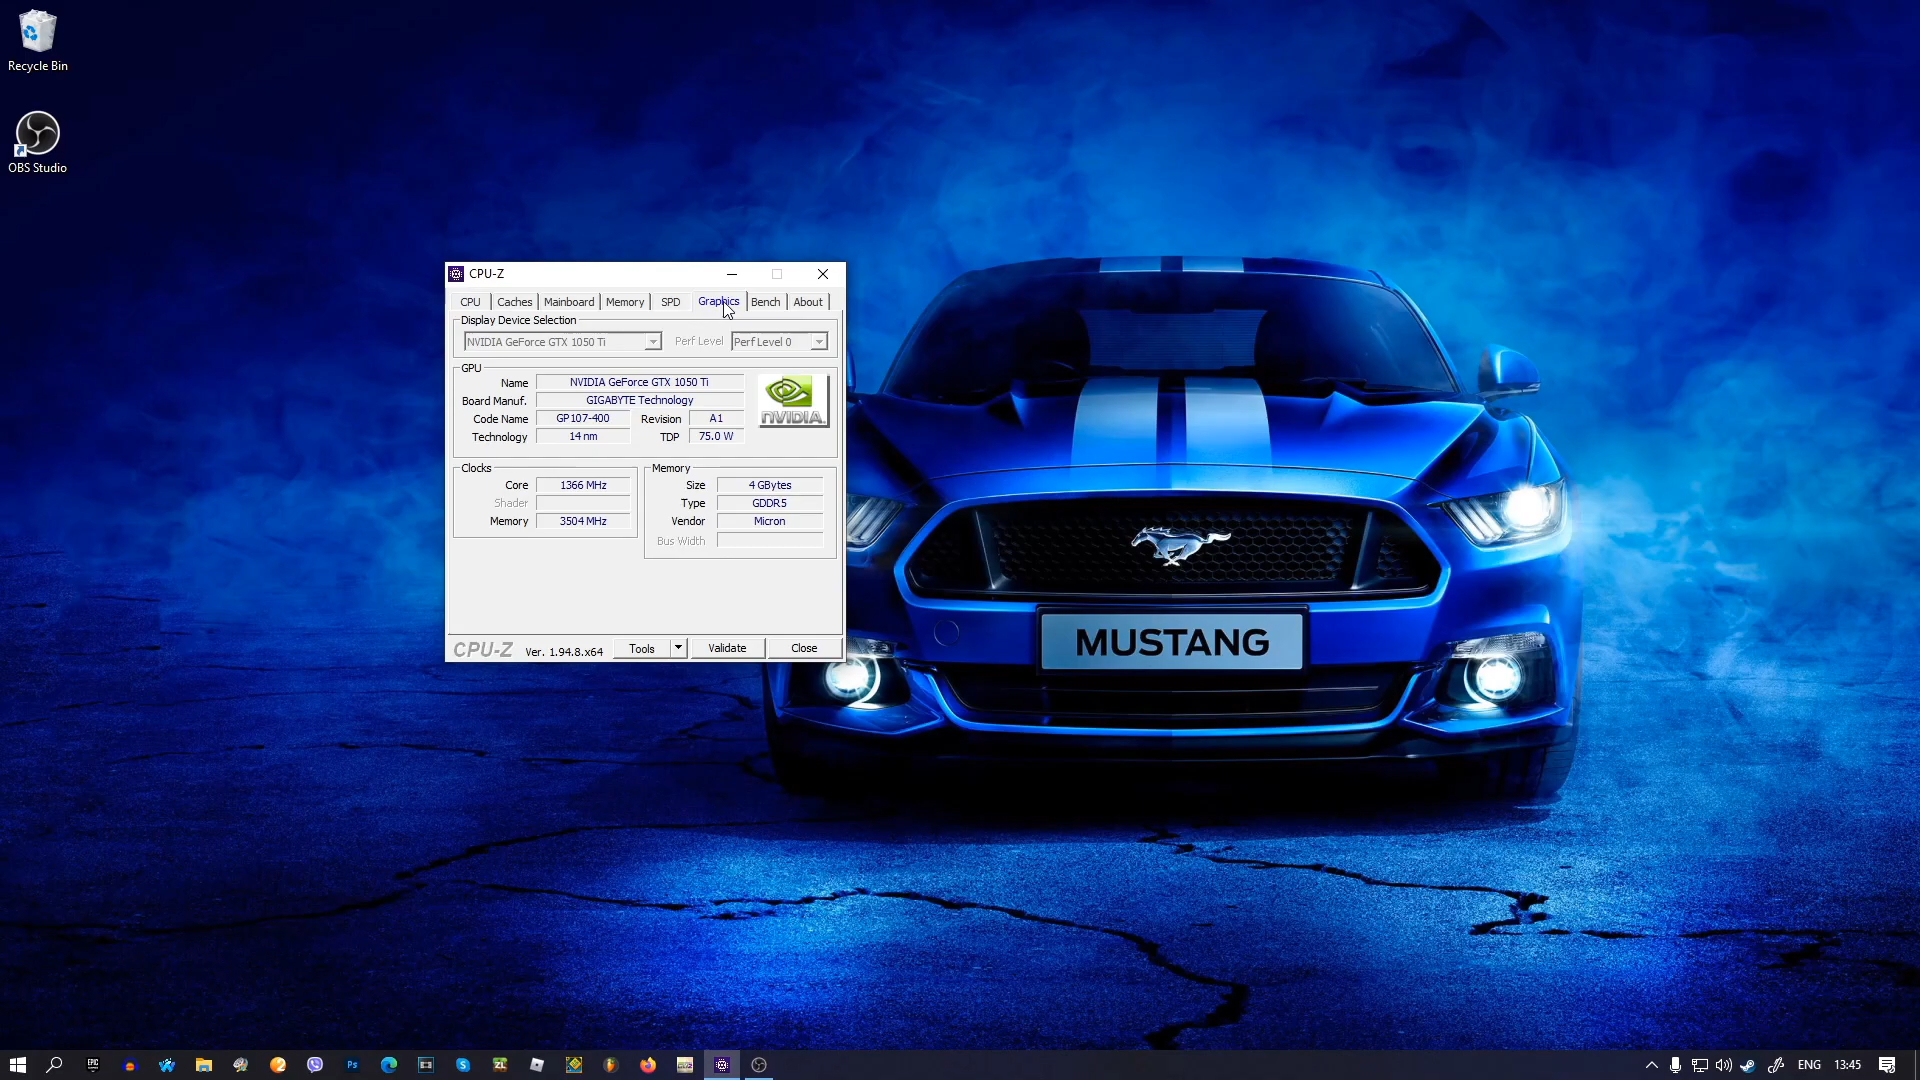 Recycle Bin
OBS Studio
CPU-Z
CPU Caches Mainboard Memory SPD Graphics Bench About
Display Device Selection
NVIDIA GeForce GTX 1050 Ti Perf Level Perf Level 0
GPU
Name NVIDIA GeForce GTX 1050 Ti
Board Manuf. GIGABYTE Technology
Code Name GP107-400 Revision A1
Technology 14 nm TDP 75.0 W
NVIDIA.
Clocks
Core 1366 MHz
Shader
Memory 3504 MHz
Memory
Size 4 GBytes
Type GDDR5
Vendor Micron
Bus Width
CPU-Z Ver. 1.94.8.x64 Tools Validate Close
MUSTANG
EPIC
Ps
ZL
ENG 13:45